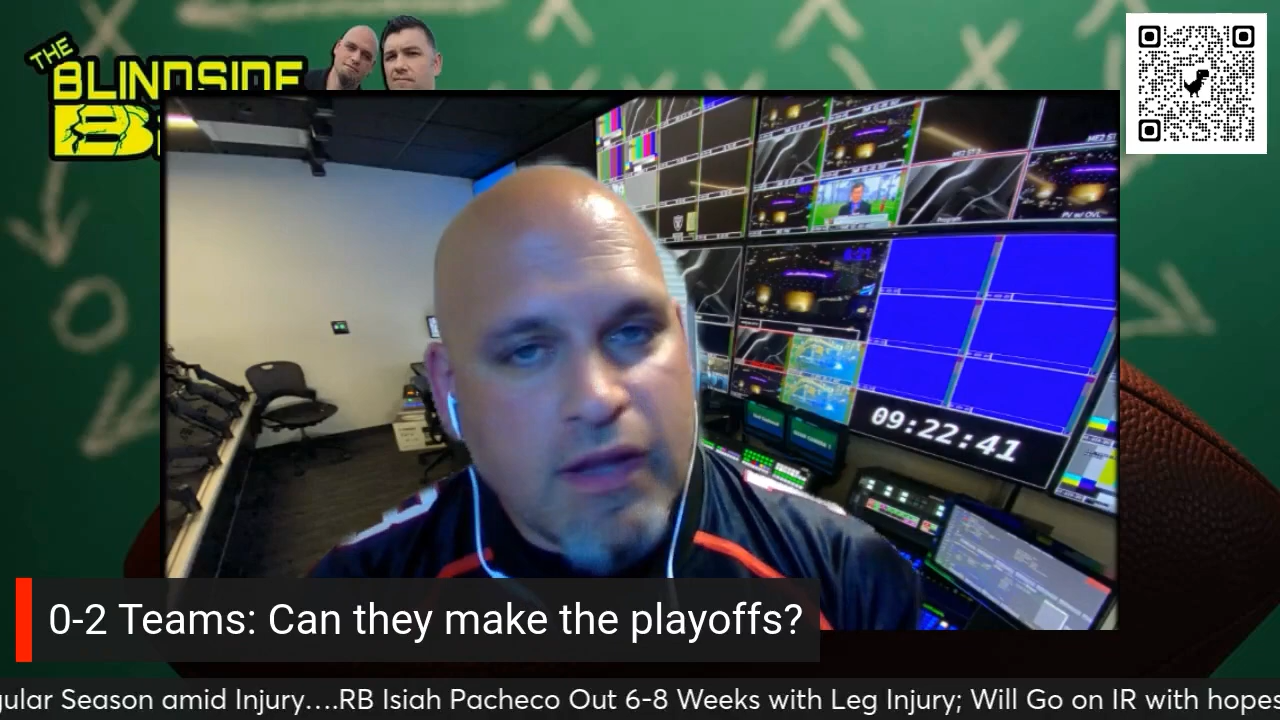 THE
BLINDSIDE
09:22:41
0-2 Teams: Can they make the playoffs?
gular Season amid Injury....RB Isiah Pacheco Out 6-8 Weeks with Leg Injury; Will Go on IR with hopes